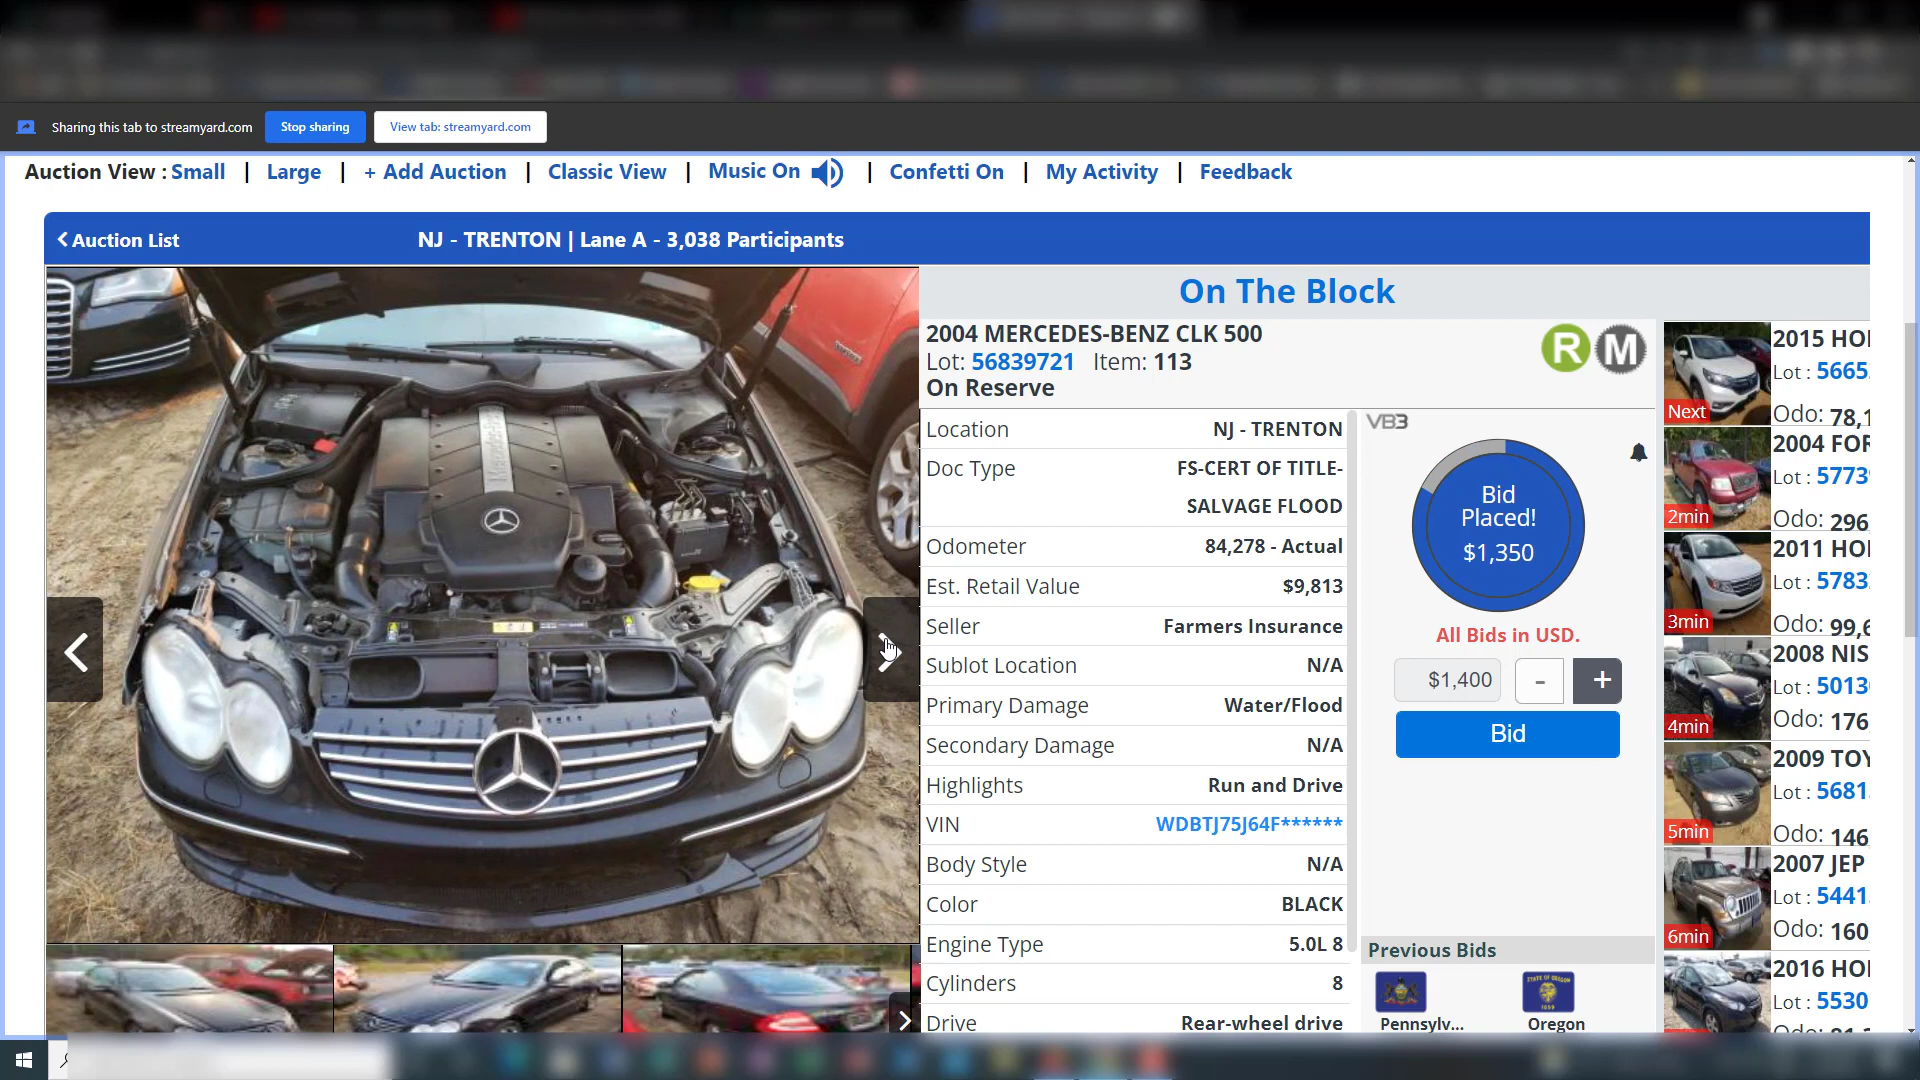 Sharing this tab to streamyard.com
Stop sharing
View tab: streamyard.com
Auction View : Small | Large | + Add Auction | Classic View | Music On | Confetti On | My Activity | Feedback
Auction List
NJ - TRENTON | Lane A - 3,038 Participants
On The Block
2004 MERCEDES-BENZ CLK 500
Lot: 56839721 Item: 113
On Reserve
R M
Location NJ - TRENTON
Doc Type FS-CERT OF TITLE-
SALVAGE FLOOD
Odometer 84,278 - Actual
Est. Retail Value $9,813
Seller Farmers Insurance
Sublot Location N/A
Primary Damage Water/Flood
Secondary Damage N/A
Highlights Run and Drive
VIN WDBTJ75J64F******
Body Style N/A
Color BLACK
Engine Type 5.0L 8
Cylinders 8
Drive Rear-wheel drive
VB3
Bid
Placed!
$1,350
All Bids in USD.
$1,400 - +
Bid
Previous Bids
Pennsylv... Oregon
2015 HO
Lot : 5665
Next
Odo: 78,1
2004 FOR
Lot : 5773
2min
Odo: 296
2011 HO
Lot : 5783
3min
Odo: 99,6
2008 NIS
Lot : 5013
4min
Odo: 176
2009 TOY
Lot : 5681
5min
Odo: 146
2007 JEP
Lot : 5441
6min
Odo: 160
2016 HO
Lot : 5530